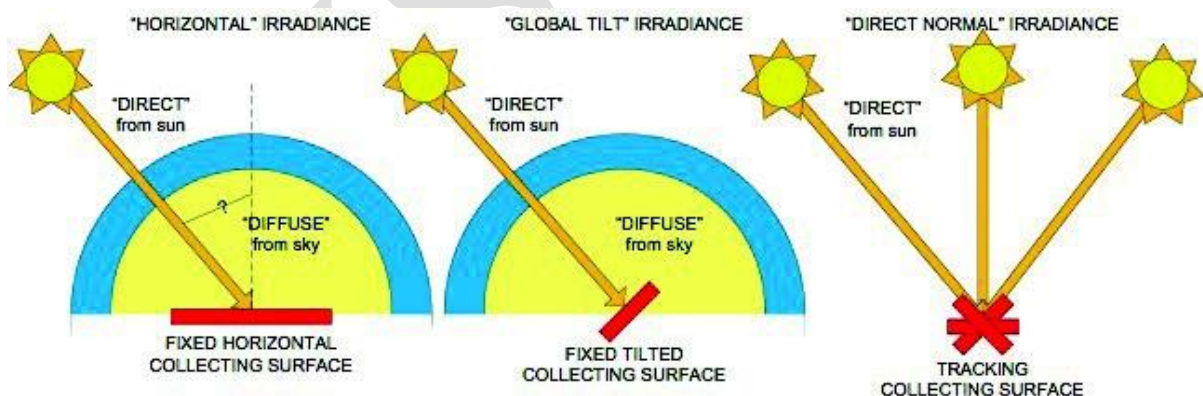 "HORIZONTAL" IRRADIANCE
"DIRECT"
from sun
?
"DIFFUSE"
from sky
FIXED HORIZONTAL
COLLECTING SURFACE
"GLOBAL TILT" IRRADIANCE
"DIRECT"
from sun
"DIFFUSE"
from sky
FIXED TILTED
COLLECTING SURFACE
"DIRECT NORMAL" IRRADIANCE
"DIRECT"
from sun
TRACKING
COLLECTING SURFACE